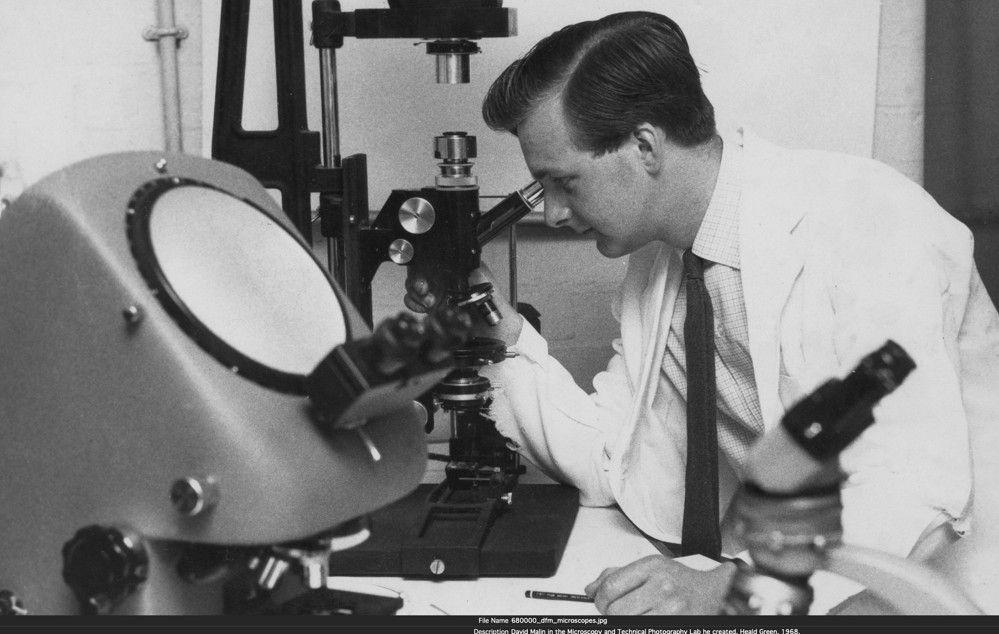 File Name 680000_dfm_microscopes.jpg
Description David Malin in the Microscopy and Technical Photography Lab he created, Heald Green, 1968.